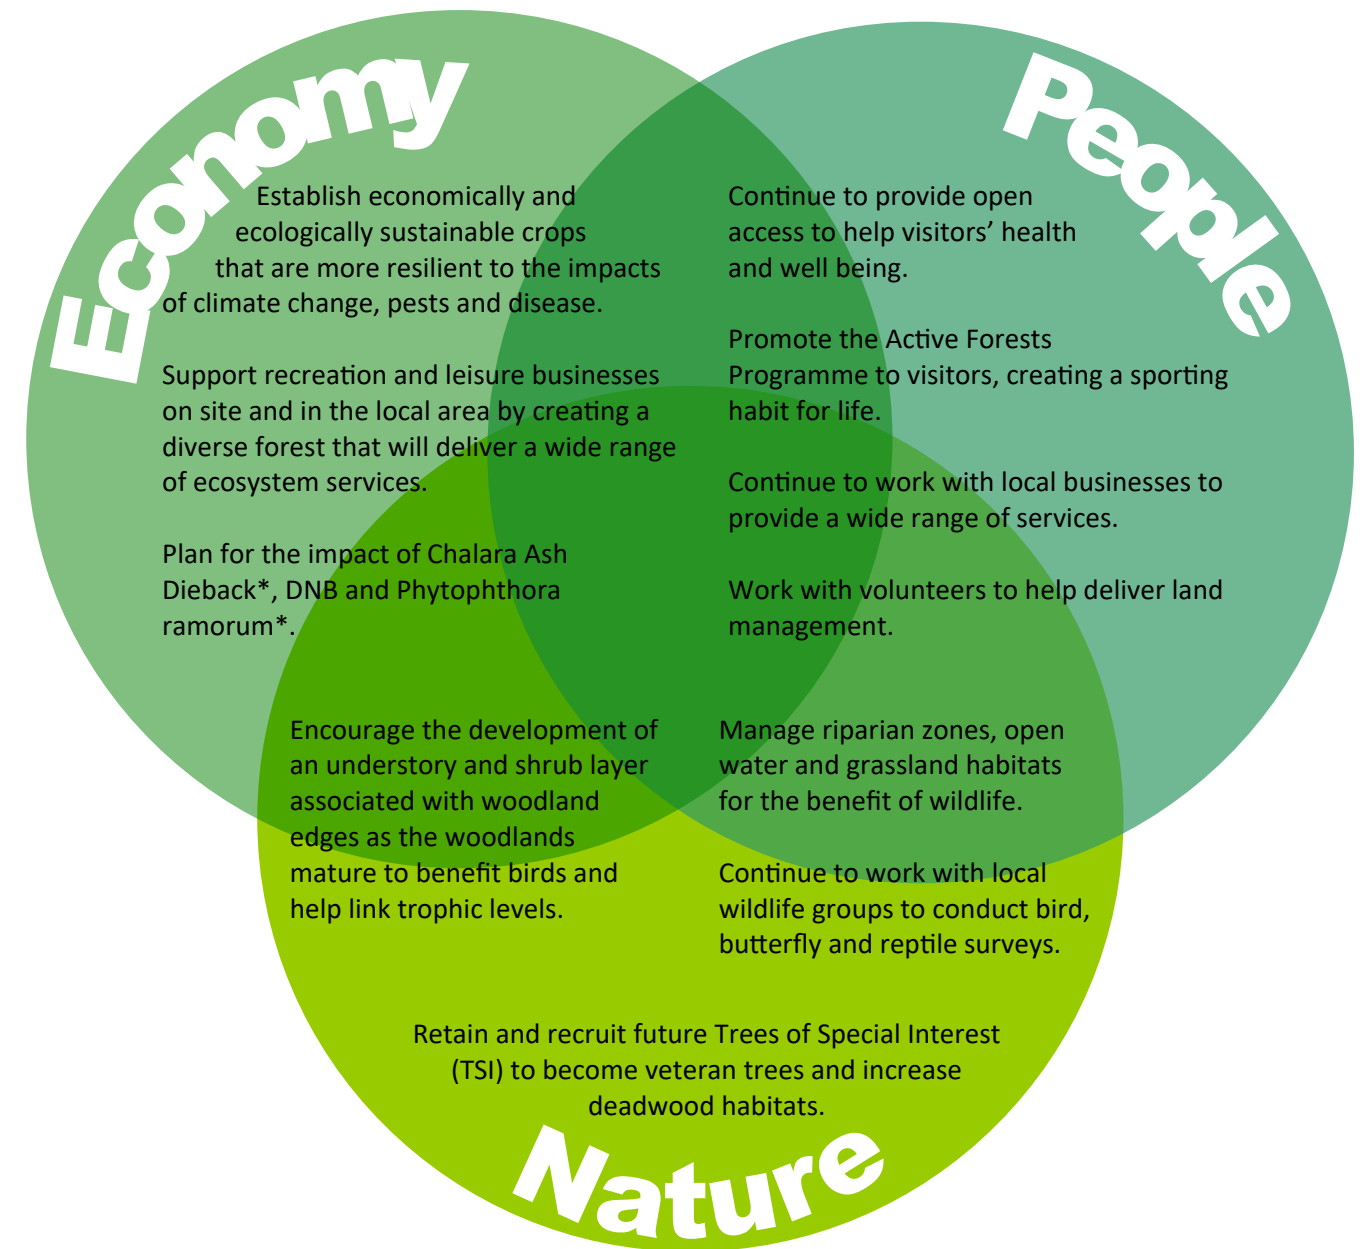 Economy
Establish economically and
ecologically sustainable crops
that are more resilient to the impacts
of climate change, pests and disease.
Support recreation and leisure businesses
on site and in the local area by creating a
diverse forest that will deliver a wide range
of ecosystem services.
Plan for the impact of Chalara Ash
Dieback*, DNB and Phytophthora
ramorum*.
People
Continue to provide open
access to help visitors’ health
and well being.
Promote the Active Forests
Programme to visitors, creating a sporting
habit for life.
Continue to work with local businesses to
provide a wide range of services.
Work with volunteers to help deliver land
management.
Encourage the development of
an understory and shrub layer
associated with woodland
edges as the woodlands
mature to benefit birds and
help link trophic levels.
Manage riparian zones, open
water and grassland habitats
for the benefit of wildlife.
Continue to work with local
wildlife groups to conduct bird,
butterfly and reptile surveys.
Retain and recruit future Trees of Special Interest
(TSI) to become veteran trees and increase
deadwood habitats.
Nature